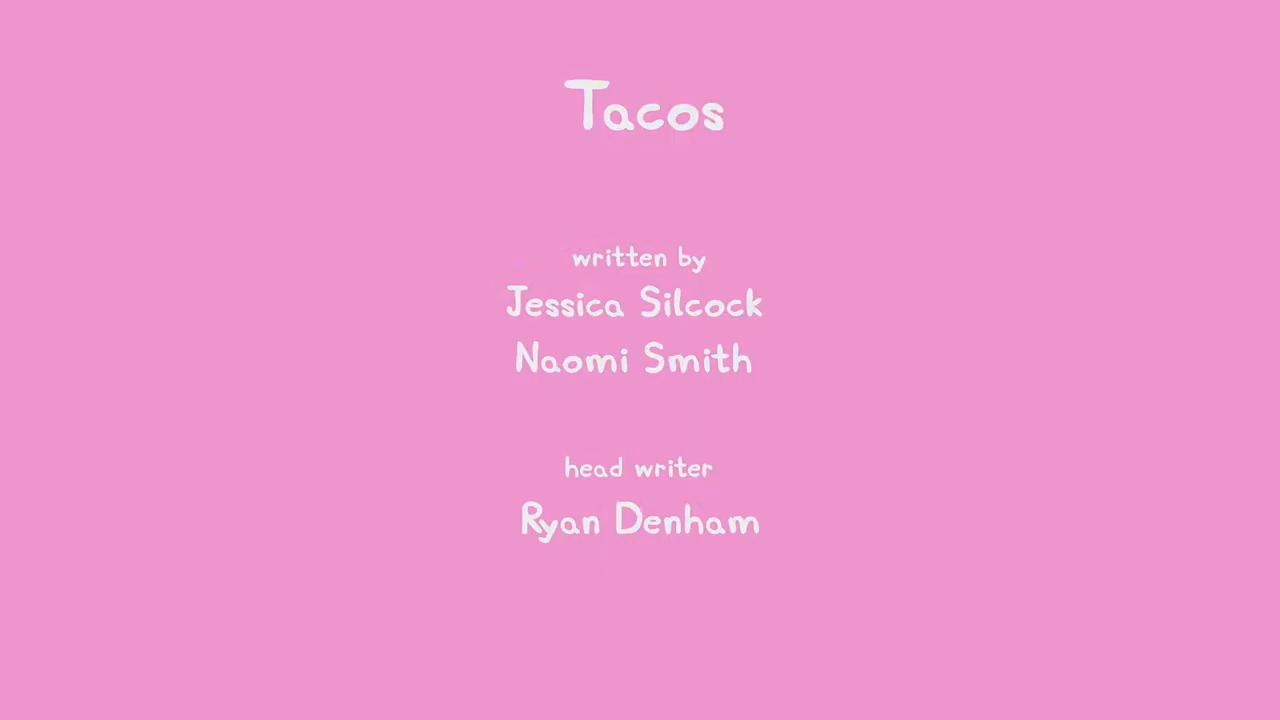 Tacos
written by
Jessica Silcock
Naomi Smith
head writer
Ryan Denham